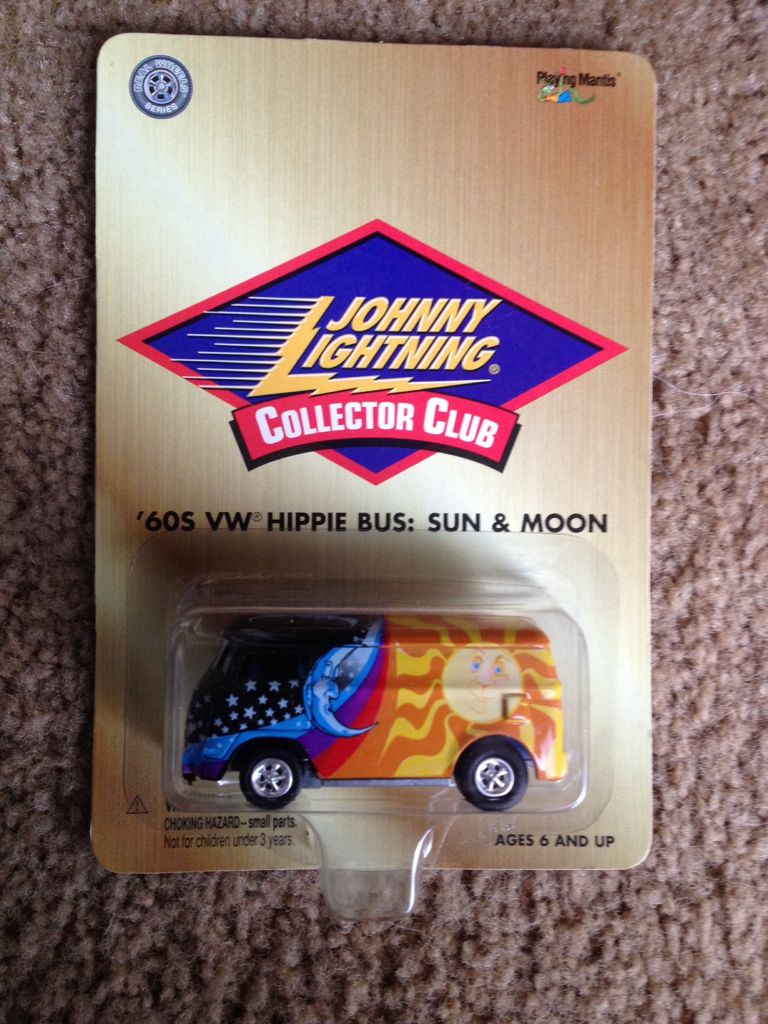 REAL WHEELS
SERIES
Playing Mantis®
JOHNNY
LIGHTNING®
COLLECTOR CLUB
'60S VW® HIPPIE BUS: SUN & MOON
CHOKING HAZARD-- small parts.
Not for children under 3 years.
AGES 6 AND UP